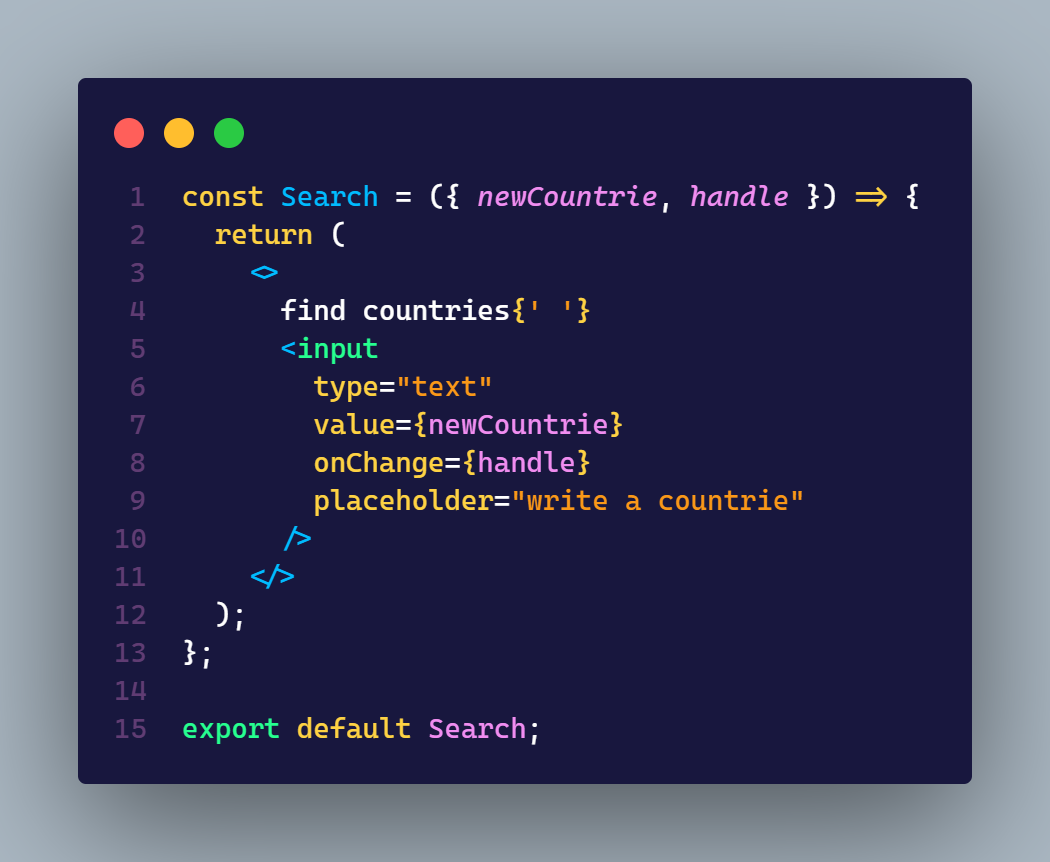 1 const Search = ({ newCountrie, handle }) => {
2 return (
3 <>
4 find countries{' '}
5 <input
6 type="text"
7 value={newCountrie}
8 onChange={handle}
9 placeholder="write a countrie"
10 />
11 </>
12 );
13 };
14
15 export default Search;